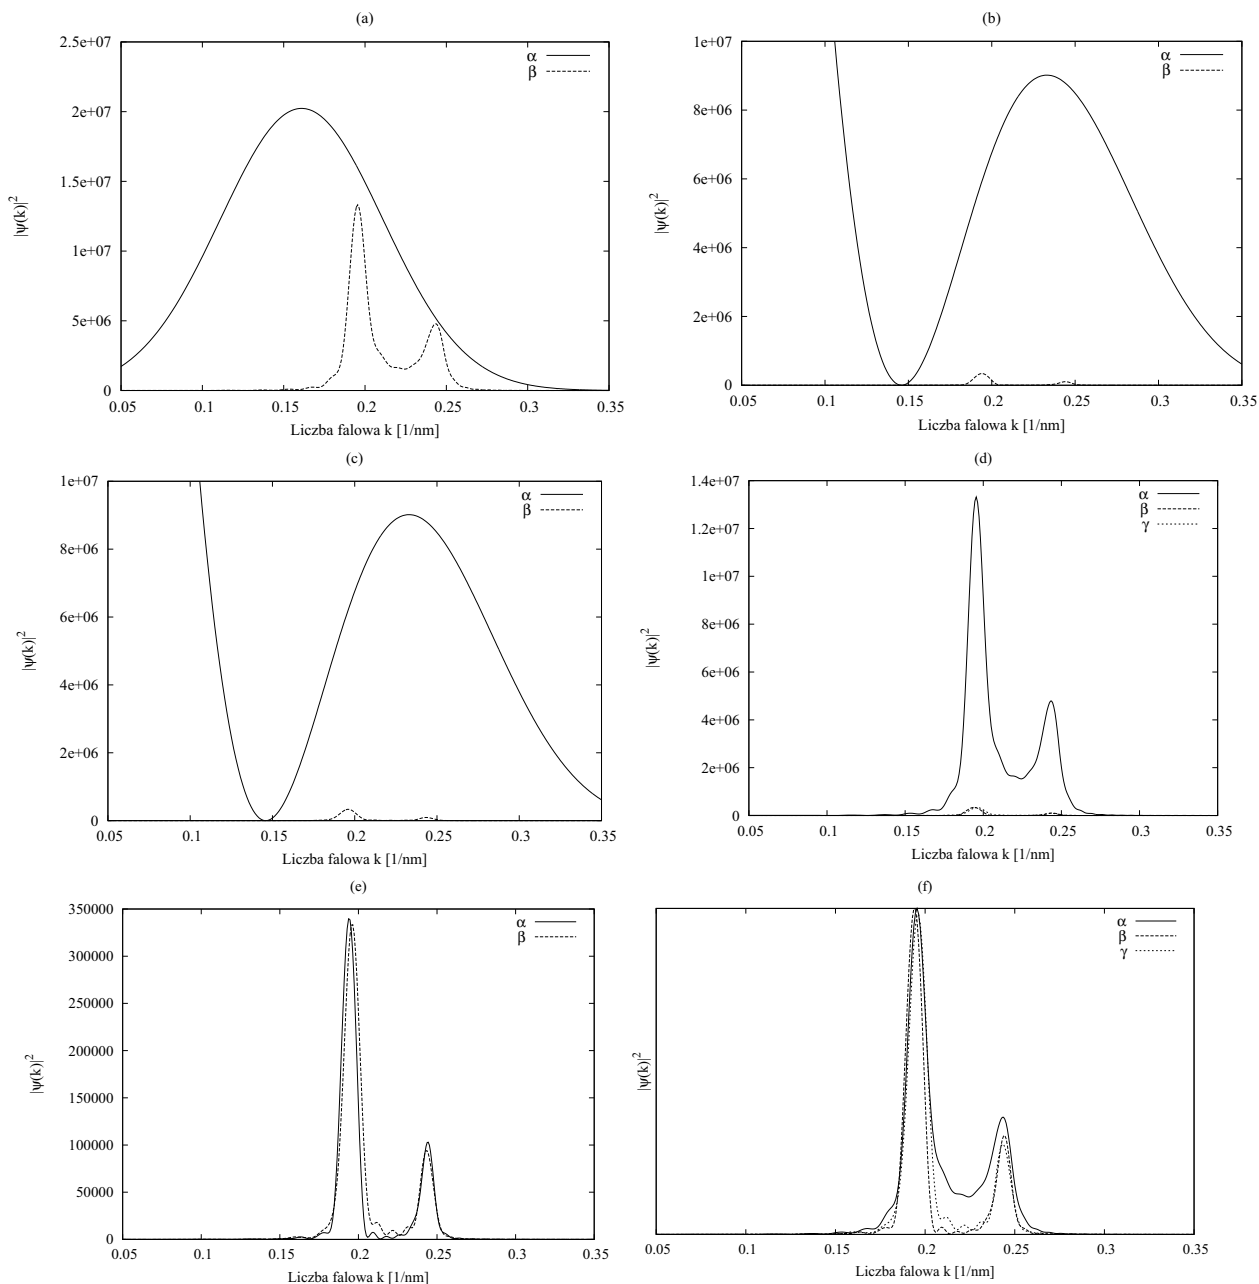 (a)
2.5e+07
2e+07
1.5e+07
1e+07
5e+06
0
0.05 0.1 0.15 0.2 0.25 0.3 0.35
|ψ(k)|²
Liczba falowa k [1/nm]
α
β
(b)
1e+07
8e+06
6e+06
4e+06
2e+06
0
0.05 0.1 0.15 0.2 0.25 0.3 0.35
|ψ(k)|²
Liczba falowa k [1/nm]
α
β
(c)
1e+07
8e+06
6e+06
4e+06
2e+06
0
0.05 0.1 0.15 0.2 0.25 0.3 0.35
|ψ(k)|²
Liczba falowa k [1/nm]
α
β
(d)
1.4e+07
1.2e+07
1e+07
8e+06
6e+06
4e+06
2e+06
0
0.05 0.1 0.15 0.2 0.25 0.3 0.35
|ψ(k)|²
Liczba falowa k [1/nm]
α
β
γ
(e)
350000
300000
250000
200000
150000
100000
50000
0
0.05 0.1 0.15 0.2 0.25 0.3 0.35
|ψ(k)|²
Liczba falowa k [1/nm]
α
β
(f)
0.05 0.1 0.15 0.2 0.25 0.3 0.35
|ψ(k)|²
Liczba falowa k [1/nm]
α
β
γ